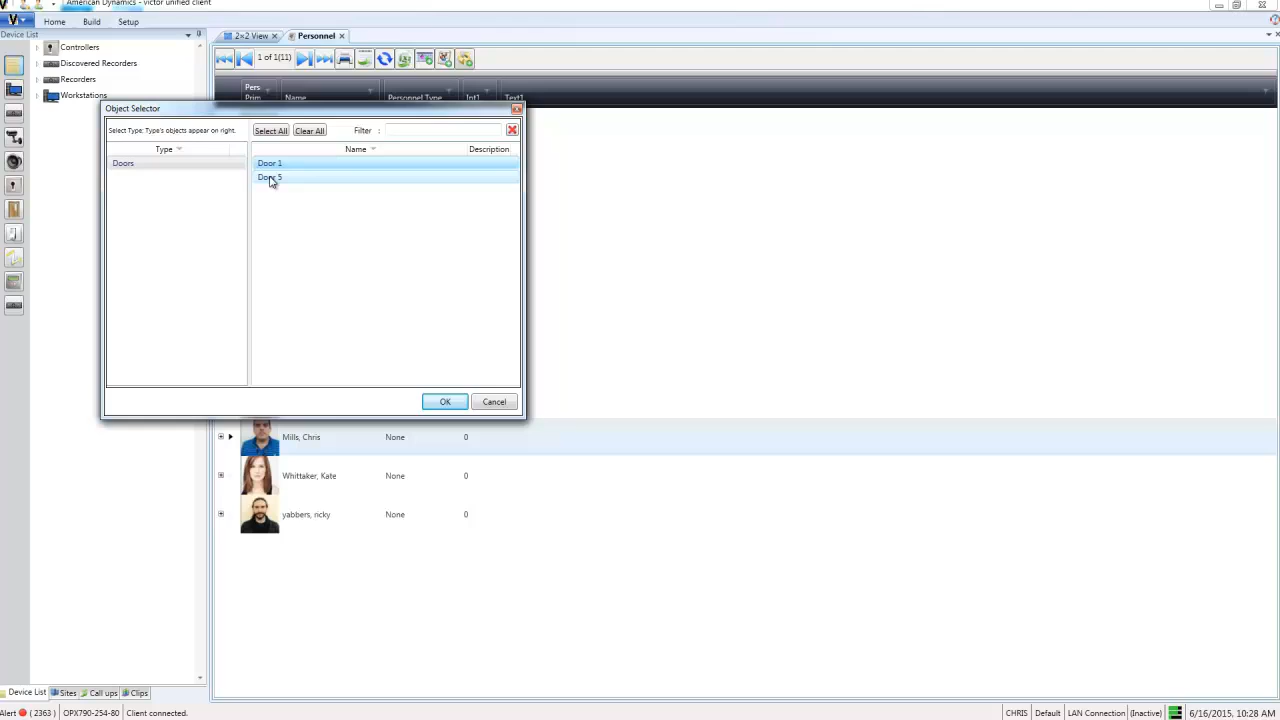 American Dynamics - victor unified client
Home Build Setup
Device List
2×2 View Personnel
Controllers
Discovered Recorders
Recorders
Workstations
1 of 1(11)
Pers
Prim Name Personnel Type Int1 Text1
Object Selector
Select Type: Type's objects appear on right. Select All Clear All Filter :
Type Name Description
Doors Door 1
Door 5
OK Cancel
Mills, Chris None 0
Whittaker, Kate None 0
yabbers, ricky None 0
Device List Sites Call ups Clips
Alert ( 2363 ) OPX790-254-80 Client connected. CHRIS Default LAN Connection (Inactive) 6/16/2015, 10:28 AM